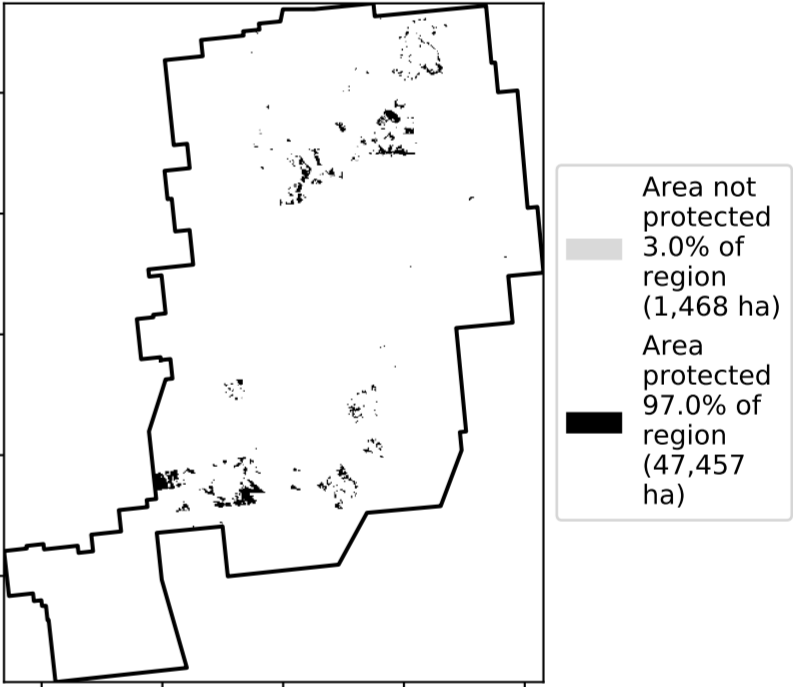 Area not
protected
3.0% of
region
(1,468 ha)
Area
protected
97.0% of
region
(47,457
ha)